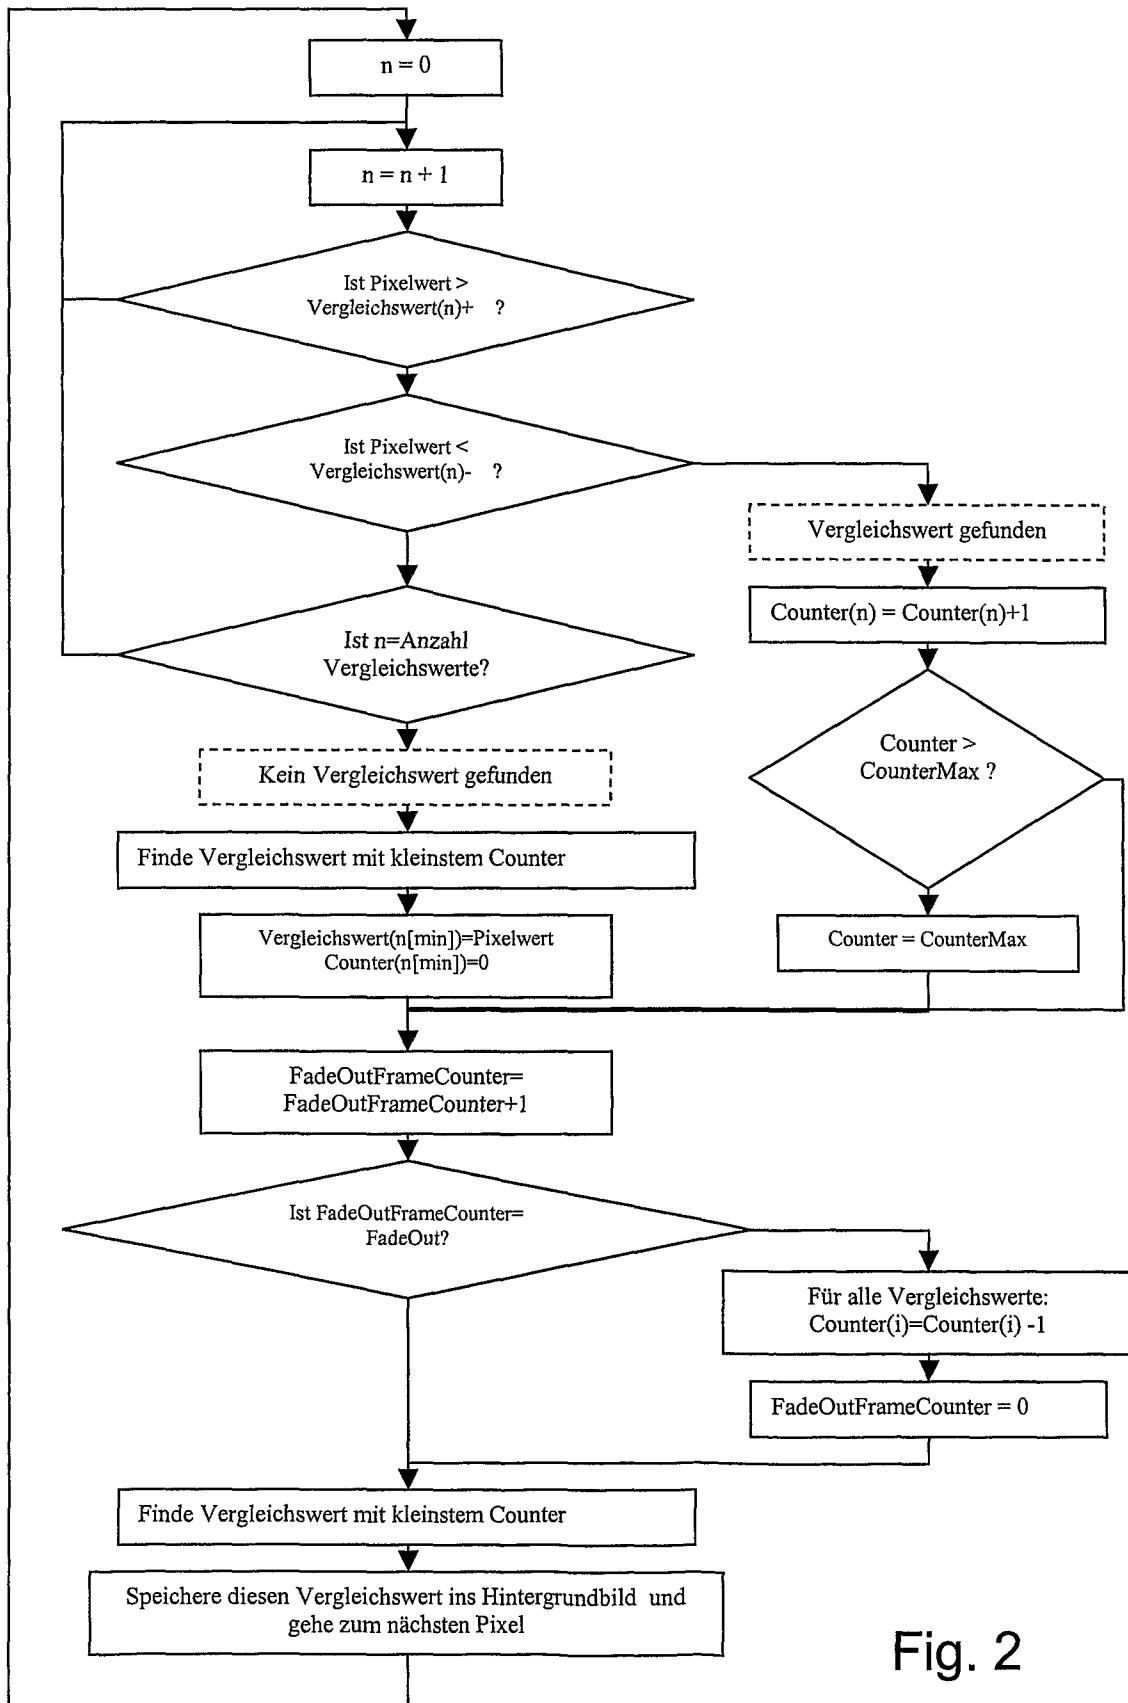 n = 0
n = n + 1
Ist Pixelwert >
Vergleichswert(n)+ ?
Ist Pixelwert <
Vergleichswert(n)- ?
Vergleichswert gefunden
Counter(n) = Counter(n)+1
Ist n=Anzahl
Vergleichswerte?
Counter >
CounterMax ?
Kein Vergleichswert gefunden
Finde Vergleichswert mit kleinstem Counter
Vergleichswert(n[min])=Pixelwert
Counter(n[min])=0
Counter = CounterMax
FadeOutFrameCounter=
FadeOutFrameCounter+1
Ist FadeOutFrameCounter=
FadeOut?
Für alle Vergleichswerte:
Counter(i)=Counter(i) -1
FadeOutFrameCounter = 0
Finde Vergleichswert mit kleinstem Counter
Speichere diesen Vergleichswert ins Hintergrundbild und
gehe zum nächsten Pixel
Fig. 2